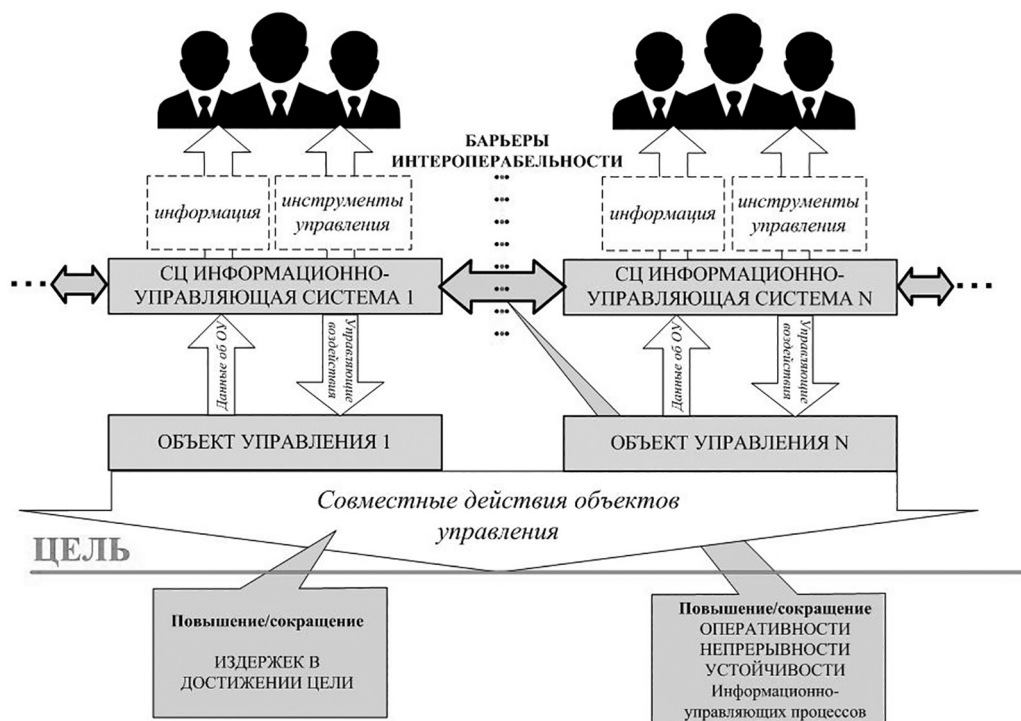 БАРЬЕРЫ
ИНТЕРОПЕРАБЕЛЬНОСТИ
информация
инструменты
управления
информация
инструменты
управления
СЦ ИНФОРМАЦИОННО-
УПРАВЛЯЮЩАЯ СИСТЕМА 1
СЦ ИНФОРМАЦИОННО-
УПРАВЛЯЮЩАЯ СИСТЕМА N
Данные об ОУ
Управляющие
воздействия
Данные об ОУ
Управляющие
воздействия
ОБЪЕКТ УПРАВЛЕНИЯ 1
ОБЪЕКТ УПРАВЛЕНИЯ N
Совместные действия объектов
управления
ЦЕЛЬ
Повышение/сокращение
ИЗДЕРЖЕК В
ДОСТИЖЕНИИ ЦЕЛИ
Повышение/сокращение
ОПЕРАТИВНОСТИ
НЕПРЕРЫВНОСТИ
УСТОЙЧИВОСТИ
Информационно-
управляющих процессов